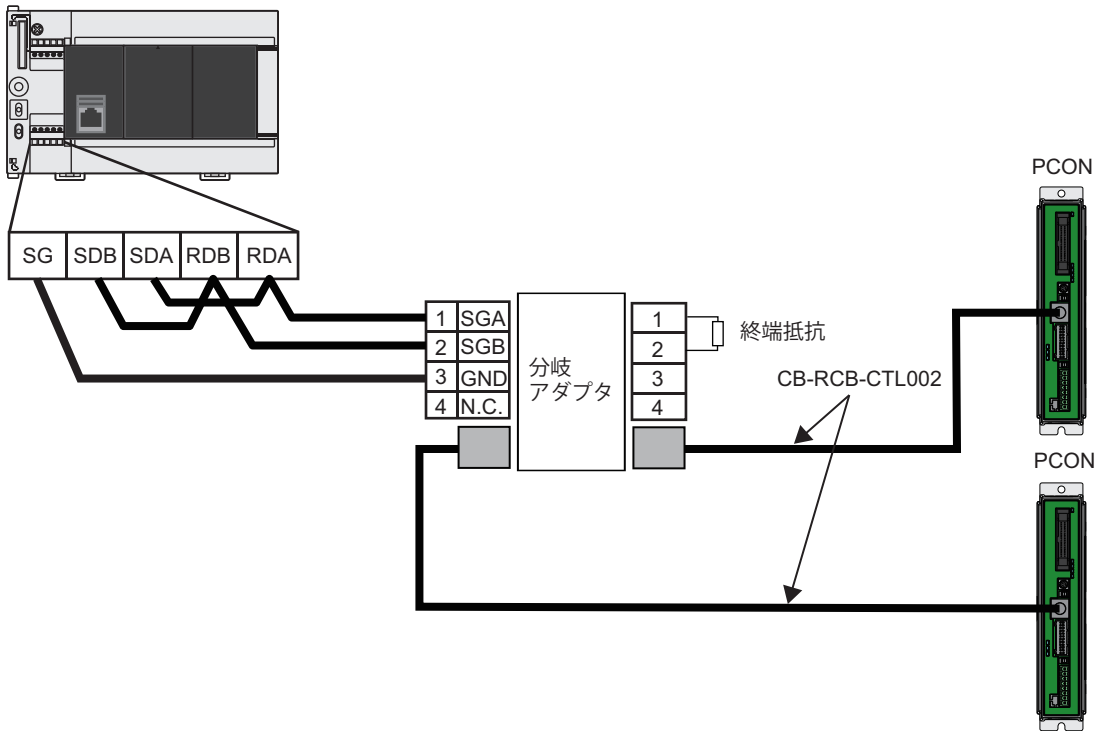 PCON
SG SDB SDA RDB RDA
1 SGA
2 SGB
3 GND
4 N.C.
分岐
アダプタ
1
2
3
4
終端抵抗
CB-RCB-CTL002
PCON